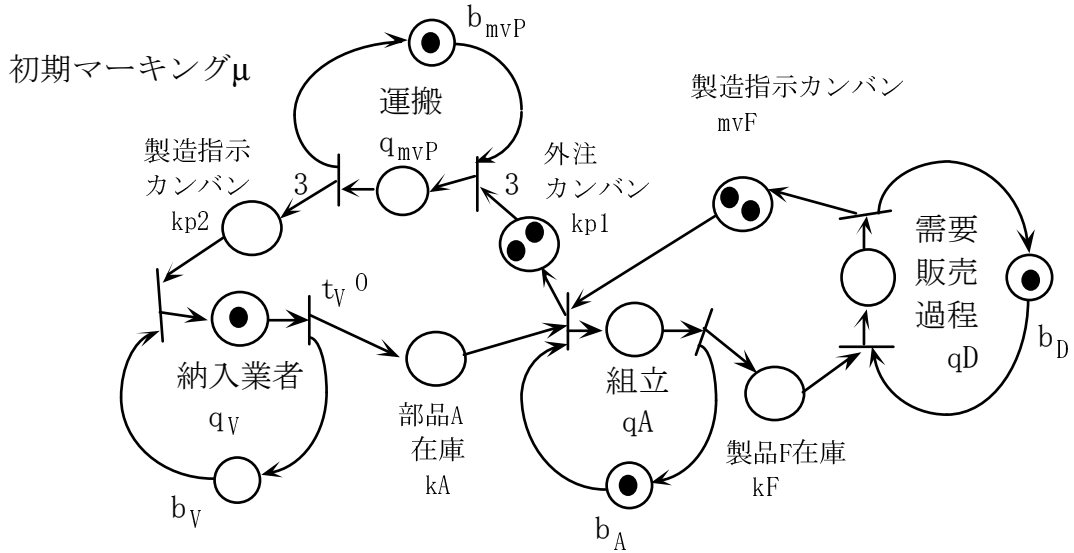 初期マーキングμ
b_mvP
運搬
q_mvP
製造指示
カンバン
kp2
3
3
外注
カンバン
kp1
製造指示カンバン
mvF
需要
販売
過程
qD
b_D
t_V^O
納入業者
q_V
b_V
部品A
在庫
kA
組立
qA
b_A
製品F在庫
kF